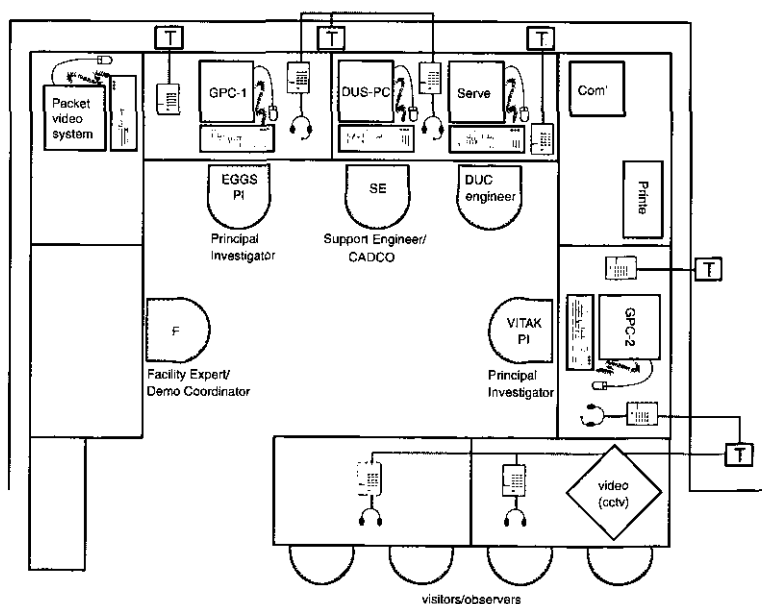 T
T
T
Packet
video
system
GPC-1
DUS-PC
Serve
Com'
EGGS
PI
SE
DUC
engineer
Printe
Principal
Investigator
Support Engineer/
CADCO
T
GPC-2
F
VITAK
PI
Facility Expert/
Demo Coordinator
Principal
Investigator
T
video
(cctv)
visitors/observers